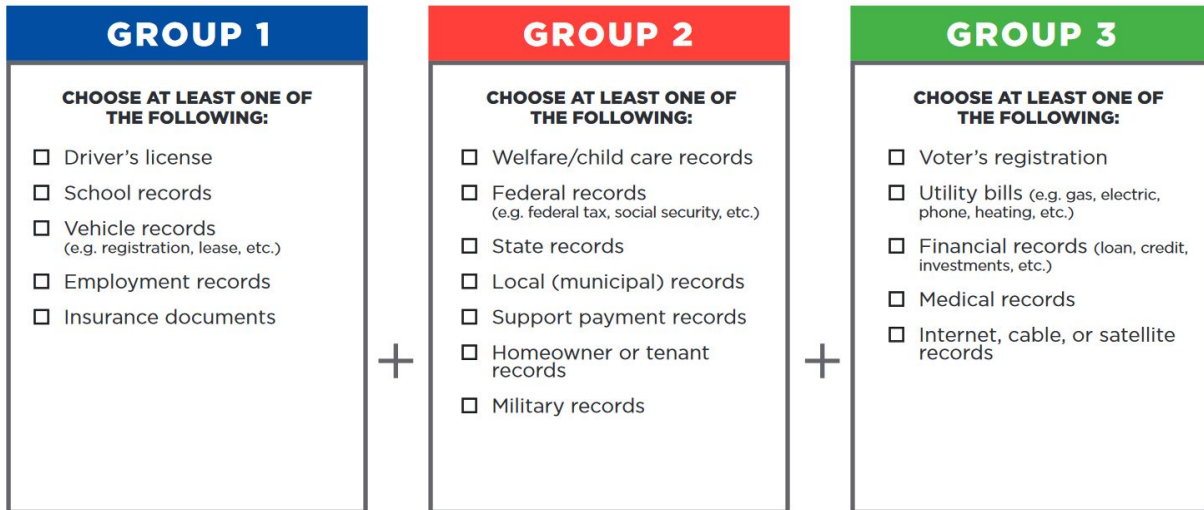 GROUP 1
CHOOSE AT LEAST ONE OF
THE FOLLOWING:
Driver’s license
School records
Vehicle records
(e.g. registration, lease, etc.)
Employment records
Insurance documents
+
GROUP 2
CHOOSE AT LEAST ONE OF
THE FOLLOWING:
Welfare/child care records
Federal records
(e.g. federal tax, social security, etc.)
State records
Local (municipal) records
Support payment records
Homeowner or tenant
records
Military records
+
GROUP 3
CHOOSE AT LEAST ONE OF
THE FOLLOWING:
Voter’s registration
Utility bills (e.g. gas, electric,
phone, heating, etc.)
Financial records (loan, credit,
investments, etc.)
Medical records
Internet, cable, or satellite
records